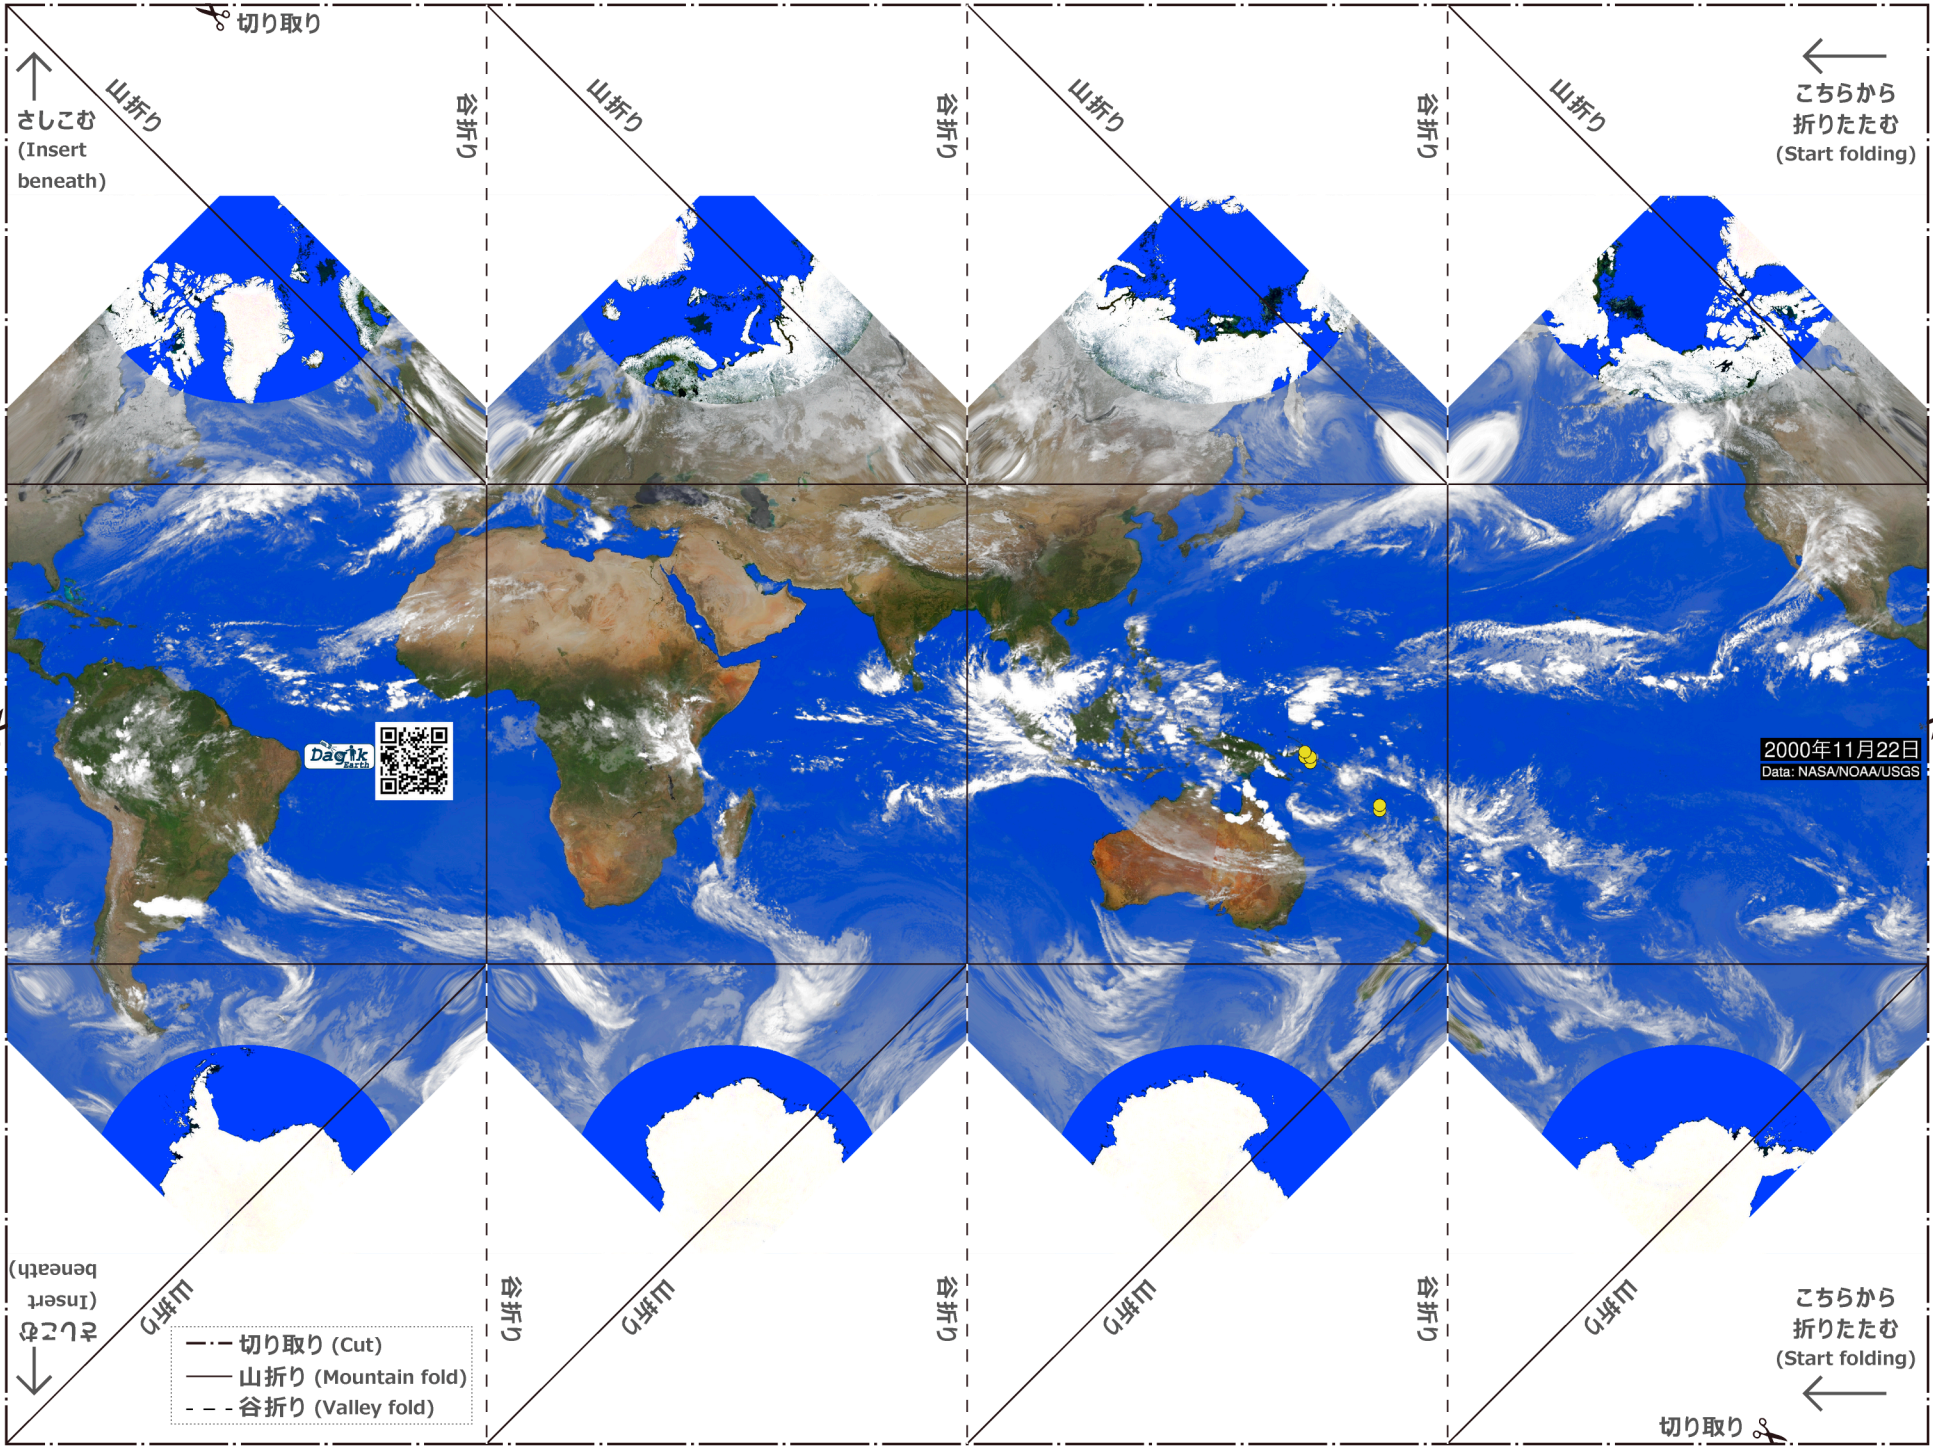 切り取り
さしこむ
(Insert
beneath)
山折り
谷折り
山折り
谷折り
山折り
谷折り
山折り
こちらから
折りたたむ
(Start folding)
Dagik
Earth
2000年11月22日
Data: NASA/NOAA/USGS
さしこむ
(Insert
beneath)
山折り
谷折り
山折り
谷折り
山折り
谷折り
山折り
こちらから
折りたたむ
(Start folding)
切り取り (Cut)
山折り (Mountain fold)
谷折り (Valley fold)
切り取り